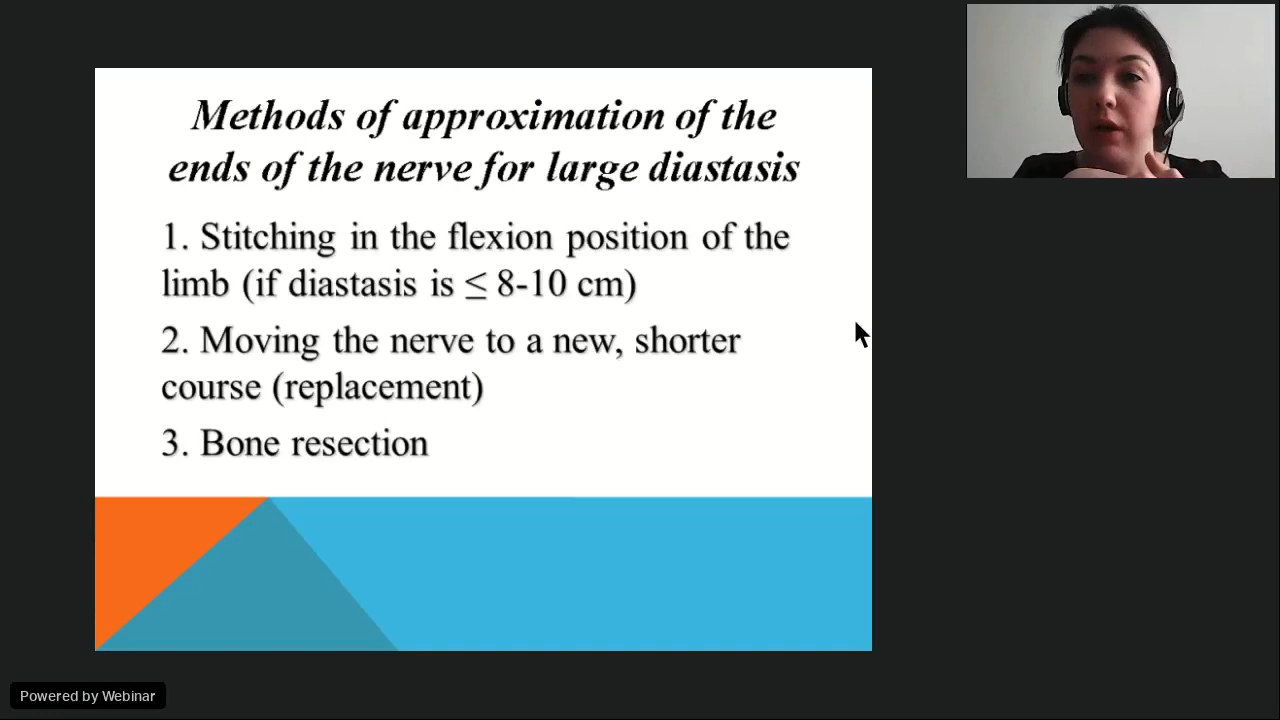 Methods of approximation of the
ends of the nerve for large diastasis
1. Stitching in the flexion position of the
limb (if diastasis is ≤ 8-10 cm)
2. Moving the nerve to a new, shorter
course (replacement)
3. Bone resection
Powered by Webinar